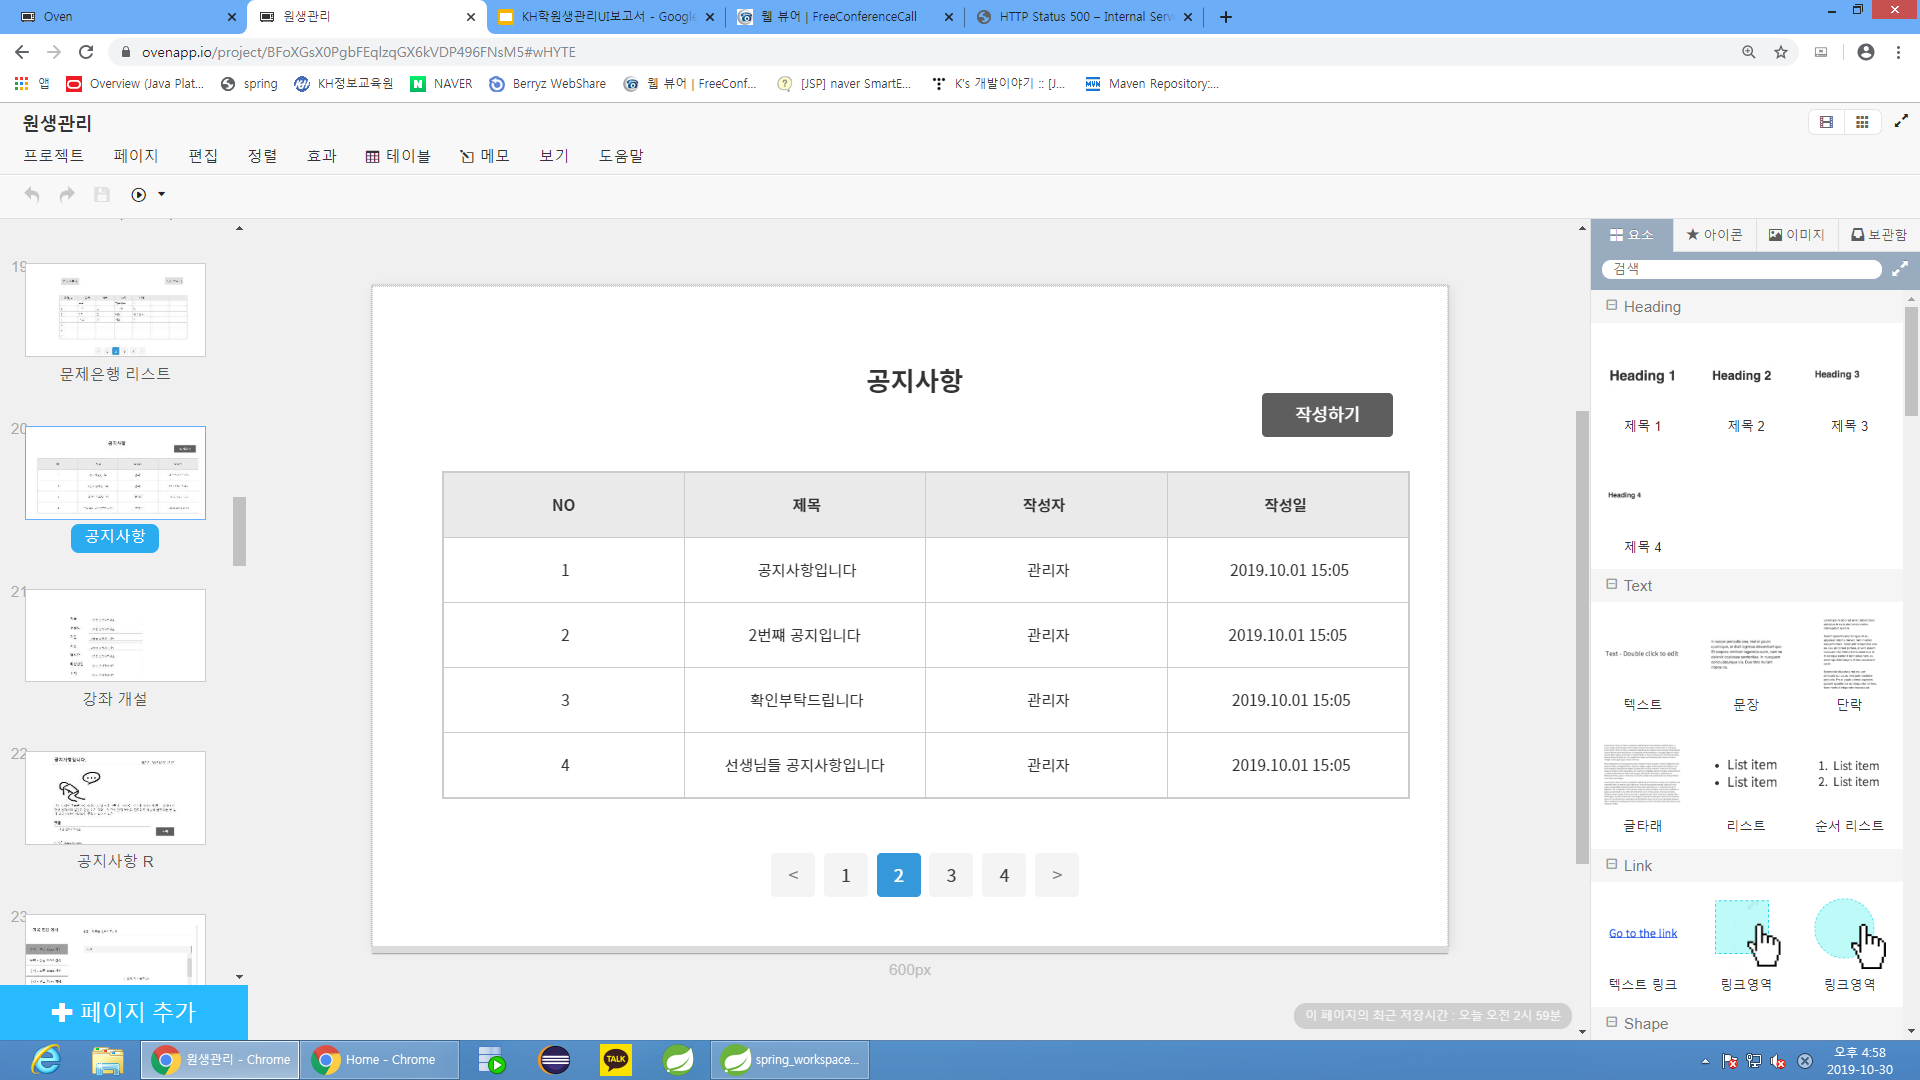 Oven
원생관리
KH학원생관리UI보고서 - Google
웹 뷰어 | FreeConferenceCall
HTTP Status 500 – Internal Serv
ovenapp.io/project/BFoXGsX0PgbFEqlzqGX6kVDP496FNsM5#wHYTE
앱
Overview (Java Plat...
spring
KH정보교육원
NAVER
Berryz WebShare
웹 뷰어 | FreeConf...
[JSP] naver SmartE...
K's 개발이야기 :: [J...
Maven Repository:...
원생관리
프로젝트 페이지 편집 정렬 효과 테이블 메모 보기 도움말
19
문제은행 리스트
20
공지사항
21
강좌 개설
22
공지사항 R
23
페이지 추가
공지사항
작성하기
NO 제목 작성자 작성일
1 공지사항입니다 관리자 2019.10.01 15:05
2 2번쨰 공지입니다 관리자 2019.10.01 15:05
3 확인부탁드립니다 관리자 2019.10.01 15:05
4 선생님들 공지사항입니다 관리자 2019.10.01 15:05
< 1 2 3 4 >
600px
이 페이지의 최근 저장시간 : 오늘 오전 2시 59분
요소 아이콘 이미지 보관함
검색
Heading
Heading 1 Heading 2 Heading 3
제목 1 제목 2 제목 3
Heading 4
제목 4
Text
Text - Double click to edit
텍스트 문장 단락
List item
List item
1. List item
2. List item
글타래 리스트 순서 리스트
Link
Go to the link
텍스트 링크 링크영역 링크영역
Shape
원생관리 - Chrome
Home - Chrome
TALK
spring_workspace...
오후 4:58
2019-10-30